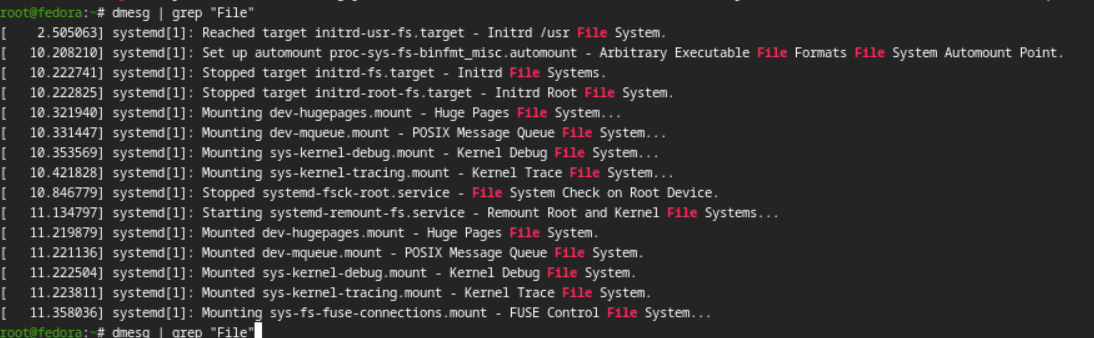 root@fedora:~# dmesg | grep "File"
[    2.505063] systemd[1]: Reached target initrd-usr-fs.target - Initrd /usr File System.
[   10.208210] systemd[1]: Set up automount proc-sys-fs-binfmt_misc.automount - Arbitrary Executable File Formats File System Automount Point.
[   10.222741] systemd[1]: Stopped target initrd-fs.target - Initrd File Systems.
[   10.222825] systemd[1]: Stopped target initrd-root-fs.target - Initrd Root File System.
[   10.321940] systemd[1]: Mounting dev-hugepages.mount - Huge Pages File System...
[   10.331447] systemd[1]: Mounting dev-mqueue.mount - POSIX Message Queue File System...
[   10.353569] systemd[1]: Mounting sys-kernel-debug.mount - Kernel Debug File System...
[   10.421828] systemd[1]: Mounting sys-kernel-tracing.mount - Kernel Trace File System...
[   10.846779] systemd[1]: Stopped systemd-fsck-root.service - File System Check on Root Device.
[   11.134797] systemd[1]: Starting systemd-remount-fs.service - Remount Root and Kernel File Systems...
[   11.219879] systemd[1]: Mounted dev-hugepages.mount - Huge Pages File System.
[   11.221136] systemd[1]: Mounted dev-mqueue.mount - POSIX Message Queue File System.
[   11.222504] systemd[1]: Mounted sys-kernel-debug.mount - Kernel Debug File System.
[   11.223811] systemd[1]: Mounted sys-kernel-tracing.mount - Kernel Trace File System.
[   11.358036] systemd[1]: Mounting sys-fs-fuse-connections.mount - FUSE Control File System...
root@fedora:~# dmesg | grep "File"